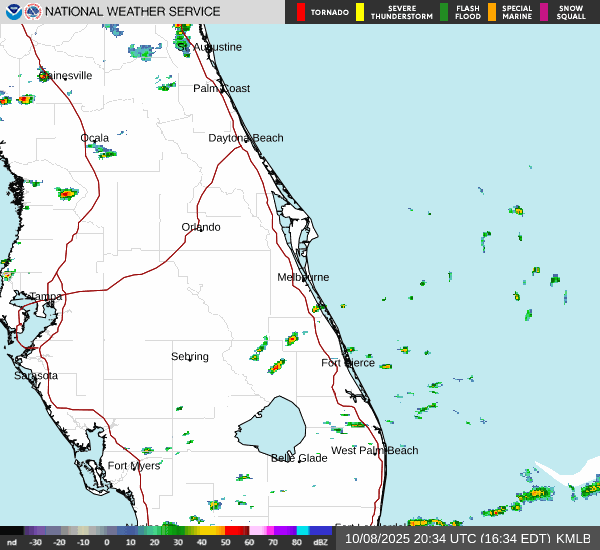 NATIONAL WEATHER SERVICE
TORNADO
SEVERE
THUNDERSTORM
FLASH
FLOOD
SPECIAL
MARINE
SNOW
SQUALL
St. Augustine
Gainesville
Palm Coast
Ocala
Daytona Beach
Orlando
Melbourne
Tampa
Sebring
Fort Pierce
Sarasota
West Palm Beach
Belle Glade
Fort Myers
nd -30 -20 -10 0 10 20 30 40 50 60 70 80 dBZ
10/08/2025 20:34 UTC (16:34 EDT) KMLB